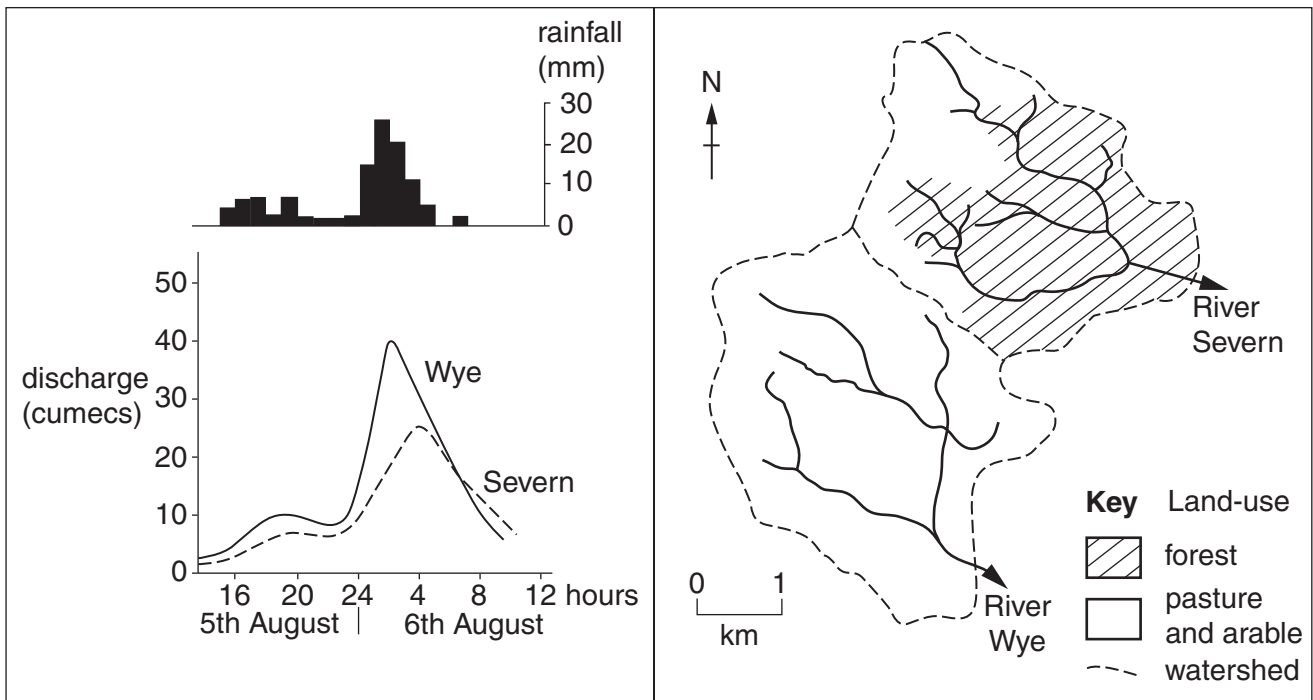 rainfall
(mm)
30
20
10
0
50
40
30
20
10
0
discharge
(cumecs)
Wye
Severn
16 20 24 4 8 12 hours
5th August 6th August
N
River
Severn
River
Wye
0 1
km
Key Land-use
forest
pasture
and arable
watershed